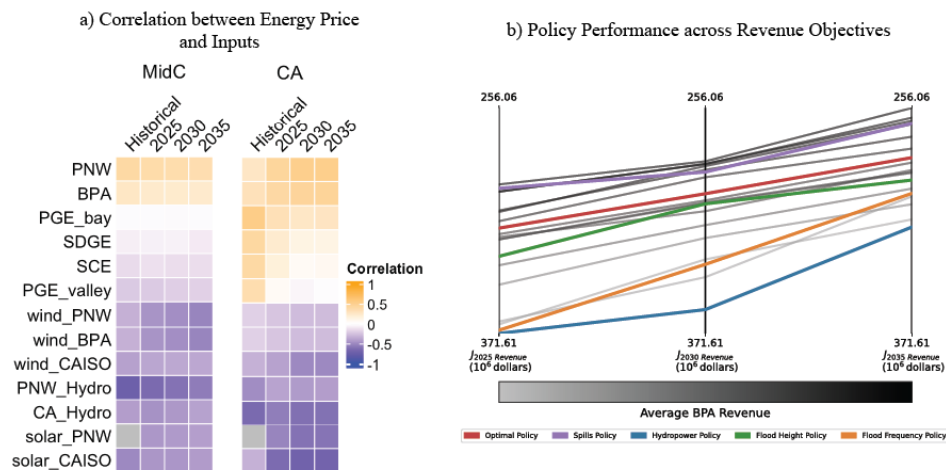 a) Correlation between Energy Price
and Inputs
MidC CA
Historical 2025 2030 2035 Historical 2025 2030 2035
PNW
BPA
PGE_bay
SDGE
SCE
PGE_valley
wind_PNW
wind_BPA
wind_CAISO
PNW_Hydro
CA_Hydro
solar_PNW
solar_CAISO
Correlation
1
0.5
0
-0.5
-1
b) Policy Performance across Revenue Objectives
256.06 256.06 256.06
371.61 371.61 371.61
J2025 Revenue J2030 Revenue J2035 Revenue
(10⁶ dollars) (10⁶ dollars) (10⁶ dollars)
Average BPA Revenue
Optimal Policy Spills Policy Hydropower Policy Flood Height Policy Flood Frequency Policy